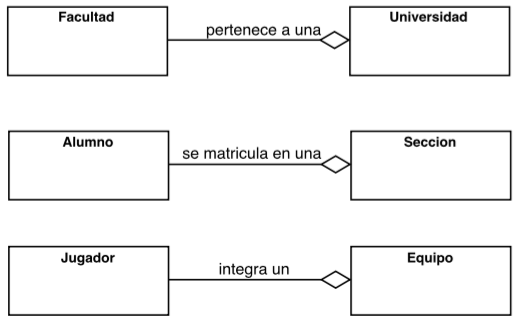 Facultad
pertenece a una
Universidad
Alumno
se matricula en una
Seccion
Jugador
integra un
Equipo